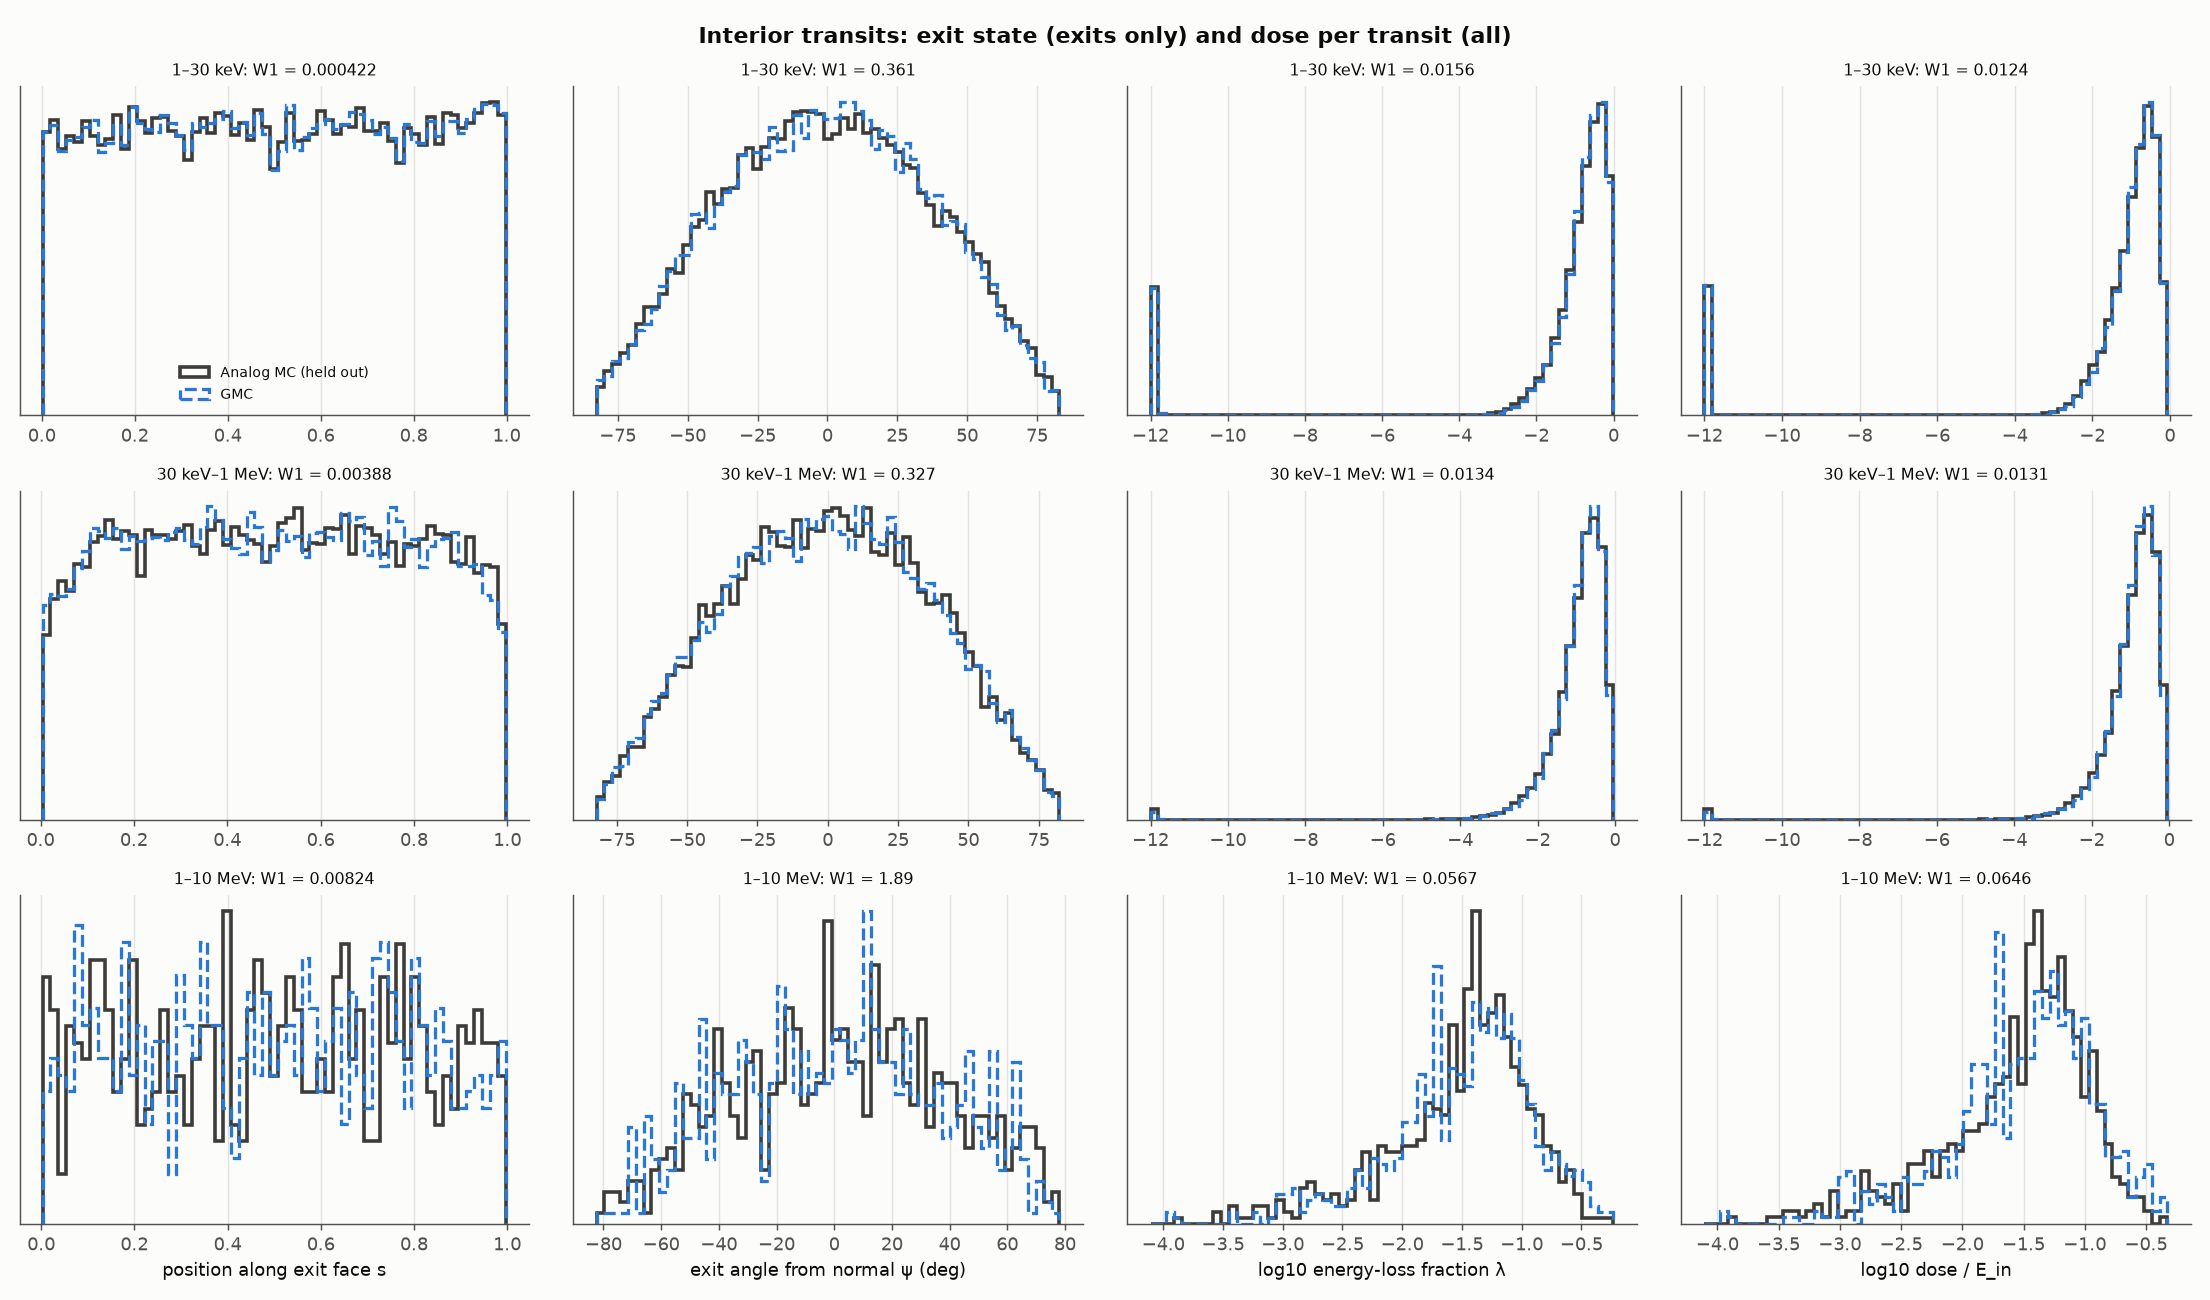 Interior transits: exit state (exits only) and dose per transit (all)
1–30 keV: W1 = 0.000422
1–30 keV: W1 = 0.361
1–30 keV: W1 = 0.0156
1–30 keV: W1 = 0.0124
Analog MC (held out)
GMC
0.0 0.2 0.4 0.6 0.8 1.0
−75 −50 −25 0 25 50 75
−12 −10 −8 −6 −4 −2 0
−12 −10 −8 −6 −4 −2 0
30 keV–1 MeV: W1 = 0.00388
30 keV–1 MeV: W1 = 0.327
30 keV–1 MeV: W1 = 0.0134
30 keV–1 MeV: W1 = 0.0131
0.0 0.2 0.4 0.6 0.8 1.0
−75 −50 −25 0 25 50 75
−12 −10 −8 −6 −4 −2 0
−12 −10 −8 −6 −4 −2 0
1–10 MeV: W1 = 0.00824
1–10 MeV: W1 = 1.89
1–10 MeV: W1 = 0.0567
1–10 MeV: W1 = 0.0646
0.0 0.2 0.4 0.6 0.8 1.0
−80 −60 −40 −20 0 20 40 60 80
−4.0 −3.5 −3.0 −2.5 −2.0 −1.5 −1.0 −0.5
−4.0 −3.5 −3.0 −2.5 −2.0 −1.5 −1.0 −0.5
position along exit face s
exit angle from normal ψ (deg)
log10 energy-loss fraction λ
log10 dose / E_in